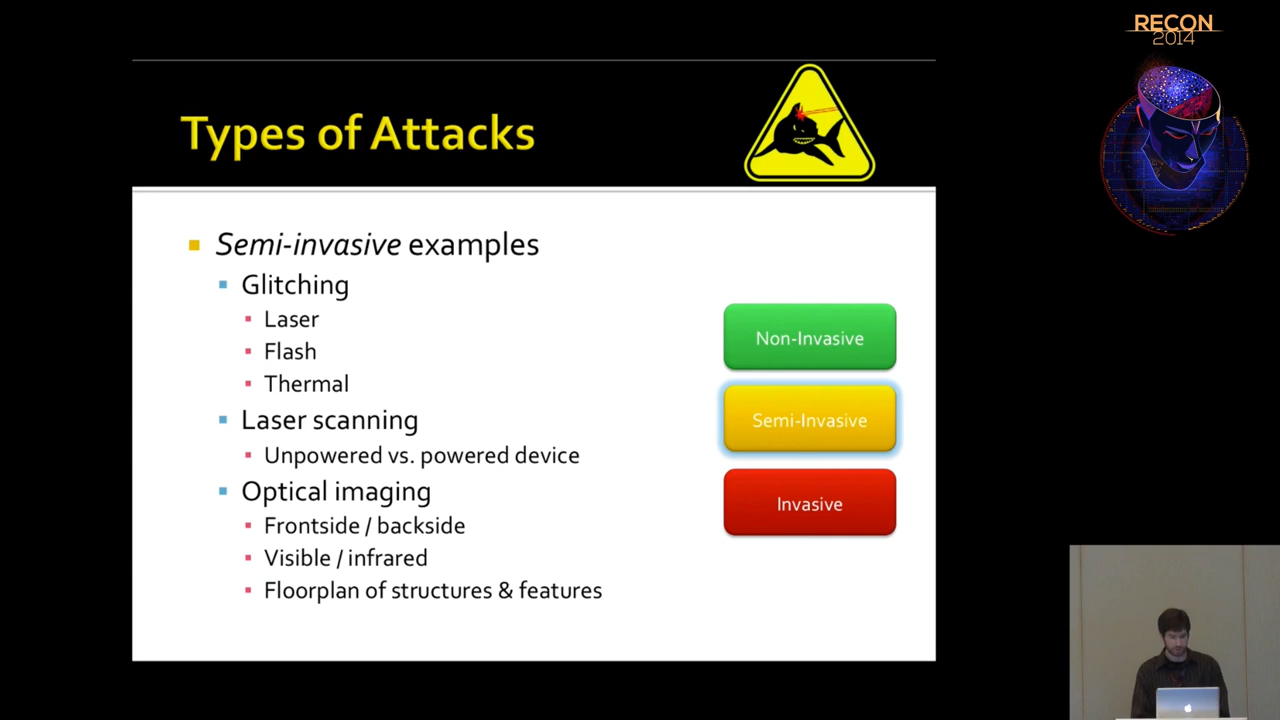 RECON
2014
Types of Attacks
Semi-invasive examples
Glitching
Laser
Flash
Thermal
Laser scanning
Unpowered vs. powered device
Optical imaging
Frontside / backside
Visible / infrared
Floorplan of structures & features
Non-Invasive
Semi-Invasive
Invasive